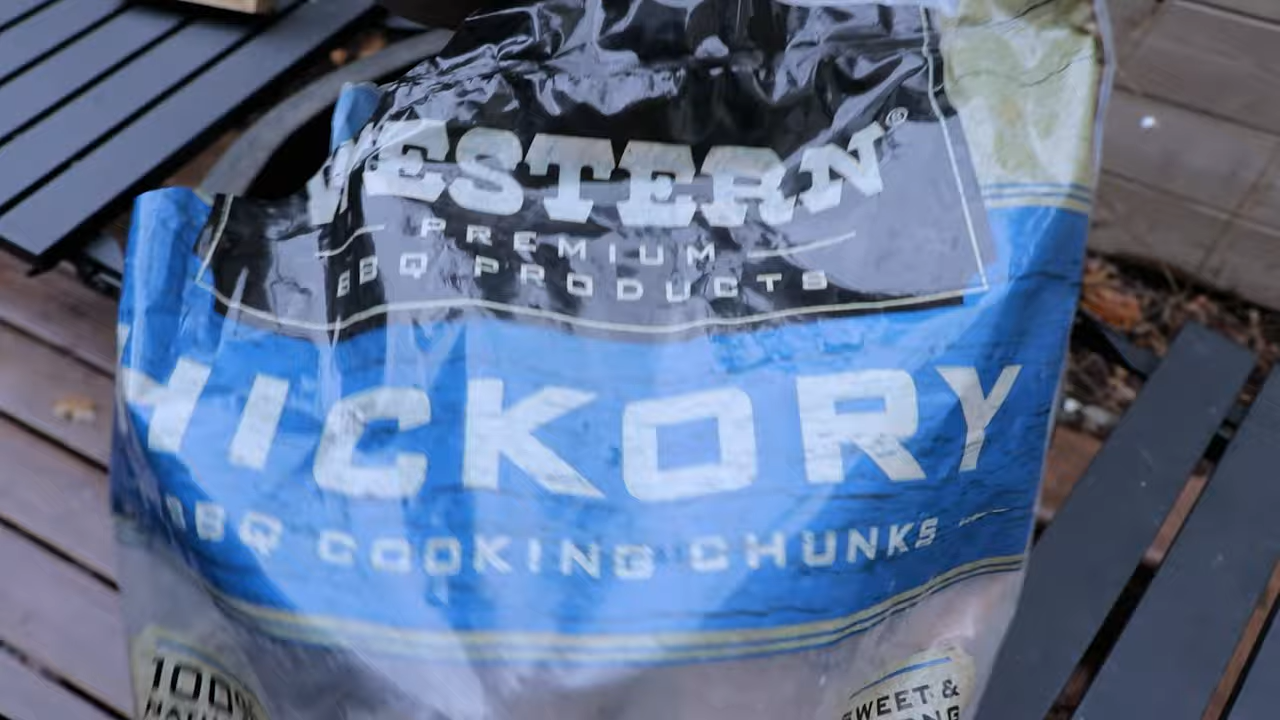 WESTERN®
PREMIUM
BBQ PRODUCTS
HICKORY
BBQ COOKING CHUNKS
100%
SWEET &